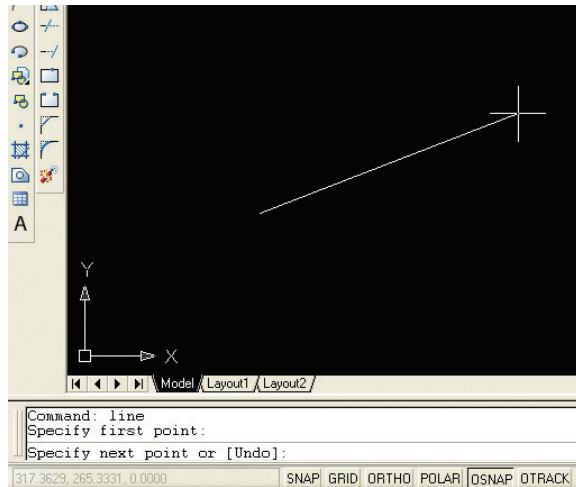 A
Y
X
Model Layout1 Layout2
Command: line
Specify first point:
Specify next point or [Undo]:
317.3629, 265.3331, 0.0000 SNAP GRID ORTHO POLAR OSNAP OTRACK